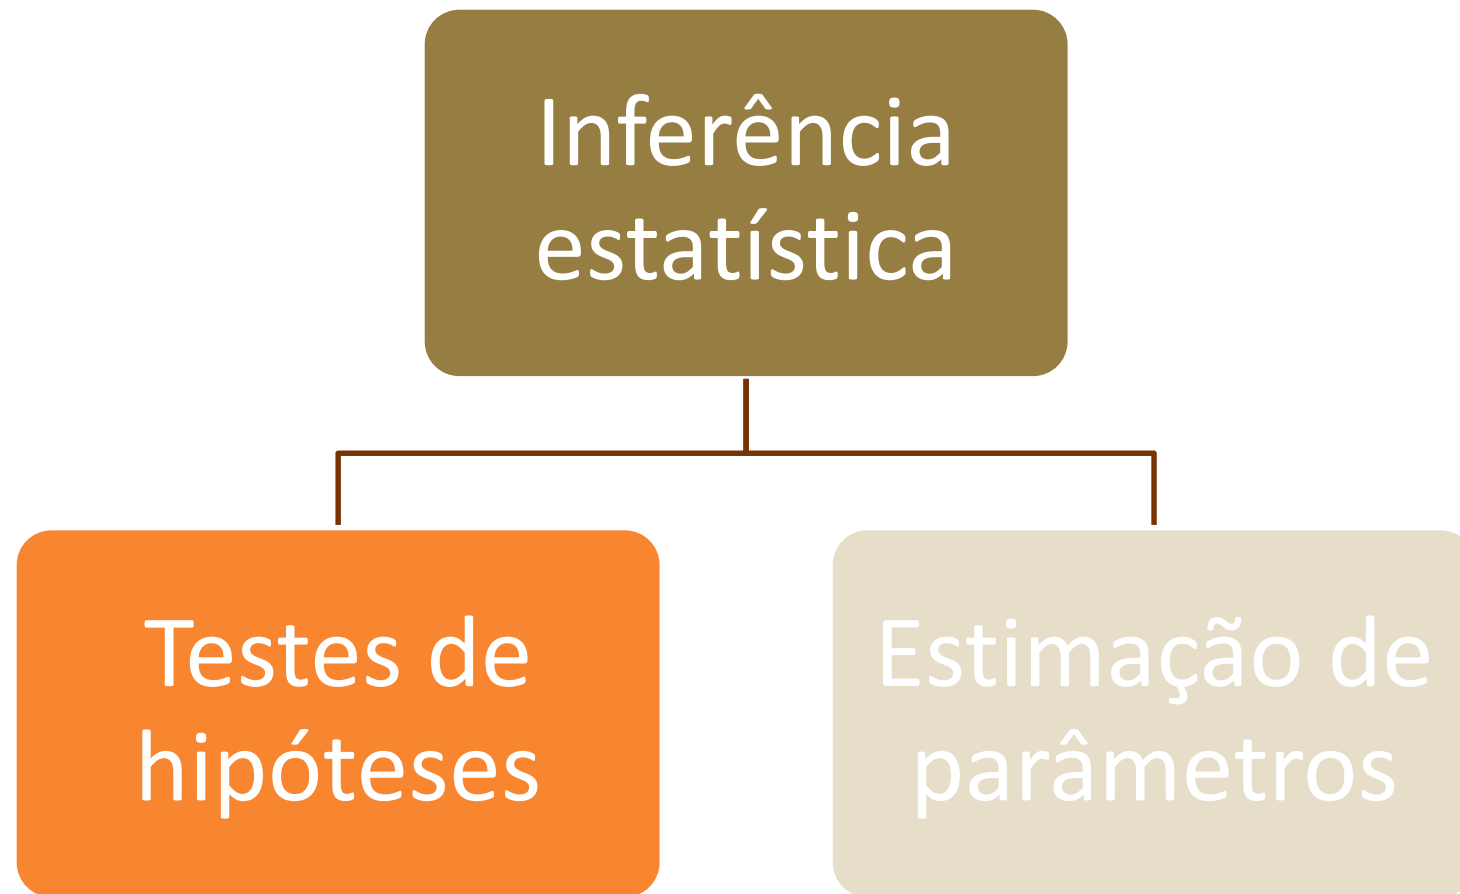 Inferência
estatística
Testes de
hipóteses
Estimação de
parâmetros